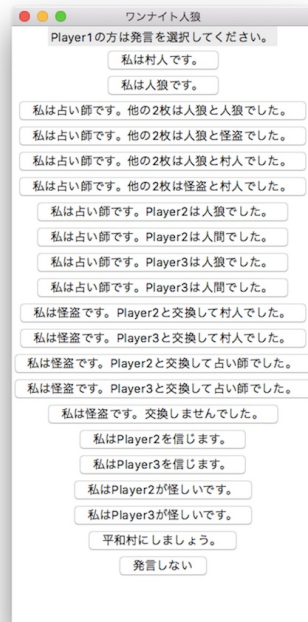 ワンナイト人狼
Player1の方は発言を選択してください。
私は村人です。
私は人狼です。
私は占い師です。他の2枚は人狼と人狼でした。
私は占い師です。他の2枚は人狼と怪盗でした。
私は占い師です。他の2枚は人狼と村人でした。
私は占い師です。他の2枚は怪盗と村人でした。
私は占い師です。Player2は人狼でした。
私は占い師です。Player2は人間でした。
私は占い師です。Player3は人狼でした。
私は占い師です。Player3は人間でした。
私は怪盗です。Player2と交換して村人でした。
私は怪盗です。Player3と交換して村人でした。
私は怪盗です。Player2と交換して占い師でした。
私は怪盗です。Player3と交換して占い師でした。
私は怪盗です。交換しませんでした。
私はPlayer2を信じます。
私はPlayer3を信じます。
私はPlayer2が怪しいです。
私はPlayer3が怪しいです。
平和村にしましょう。
発言しない